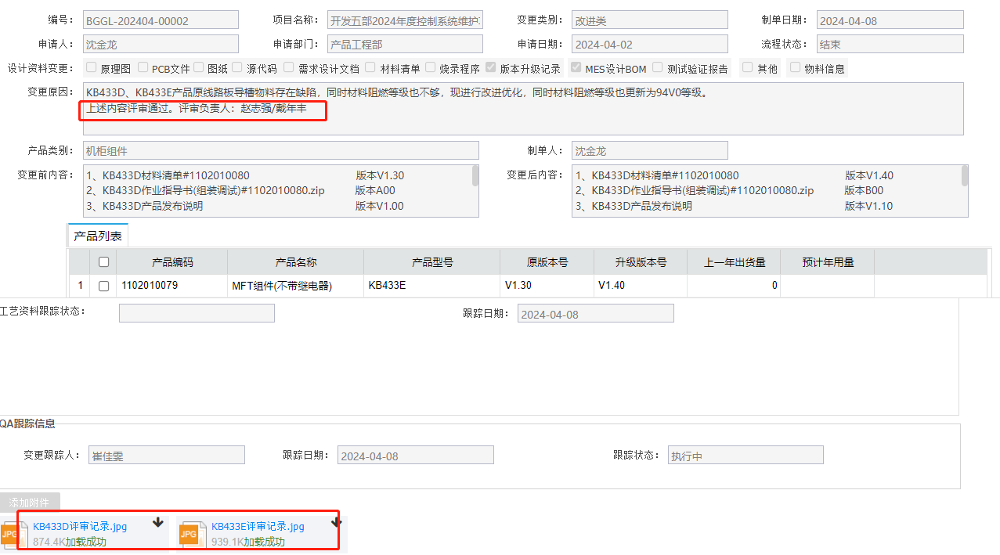 编号： BGGL-202404-00002 项目名称： 开发五部2024年度控制系统维护 变更类别： 改进类 制单日期： 2024-04-08
申请人： 沈金龙 申请部门： 产品工程部 申请日期： 2024-04-02 流程状态： 结束
设计资料变更： 原理图 PCB文件 图纸 源代码 需求设计文档 材料清单 烧录程序 版本升级记录 MES设计BOM 测试验证报告 其他 物料信息
变更原因： KB433D、KB433E产品原线路板导槽物料存在缺陷，同时材料阻燃等级也不够，现进行改进优化，同时材料阻燃等级也更新为94V0等级。
上述内容评审通过。评审负责人：赵志强/戴年丰
产品类别： 机柜组件 制单人： 沈金龙
变更前内容： 1、KB433D材料清单#1102010080 版本V1.30
2、KB433D作业指导书(组装调试)#1102010080.zip 版本A00
3、KB433D产品发布说明 版本V1.00
变更后内容： 1、KB433D材料清单#1102010080 版本V1.40
2、KB433D作业指导书(组装调试)#1102010080.zip 版本B00
3、KB433D产品发布说明 版本V1.10
产品列表
产品编码 产品名称 产品型号 原版本号 升级版本号 上一年出货量 预计年用量
1 1102010079 MFT组件(不带继电器) KB433E V1.30 V1.40 0
工艺资料跟踪状态： 跟踪日期： 2024-04-08
QA跟踪信息
变更跟踪人： 崔佳雯 跟踪日期： 2024-04-08 跟踪状态： 执行中
添加附件
JPG KB433D评审记录.jpg JPG KB433E评审记录.jpg
874.4K加载成功 939.1K加载成功